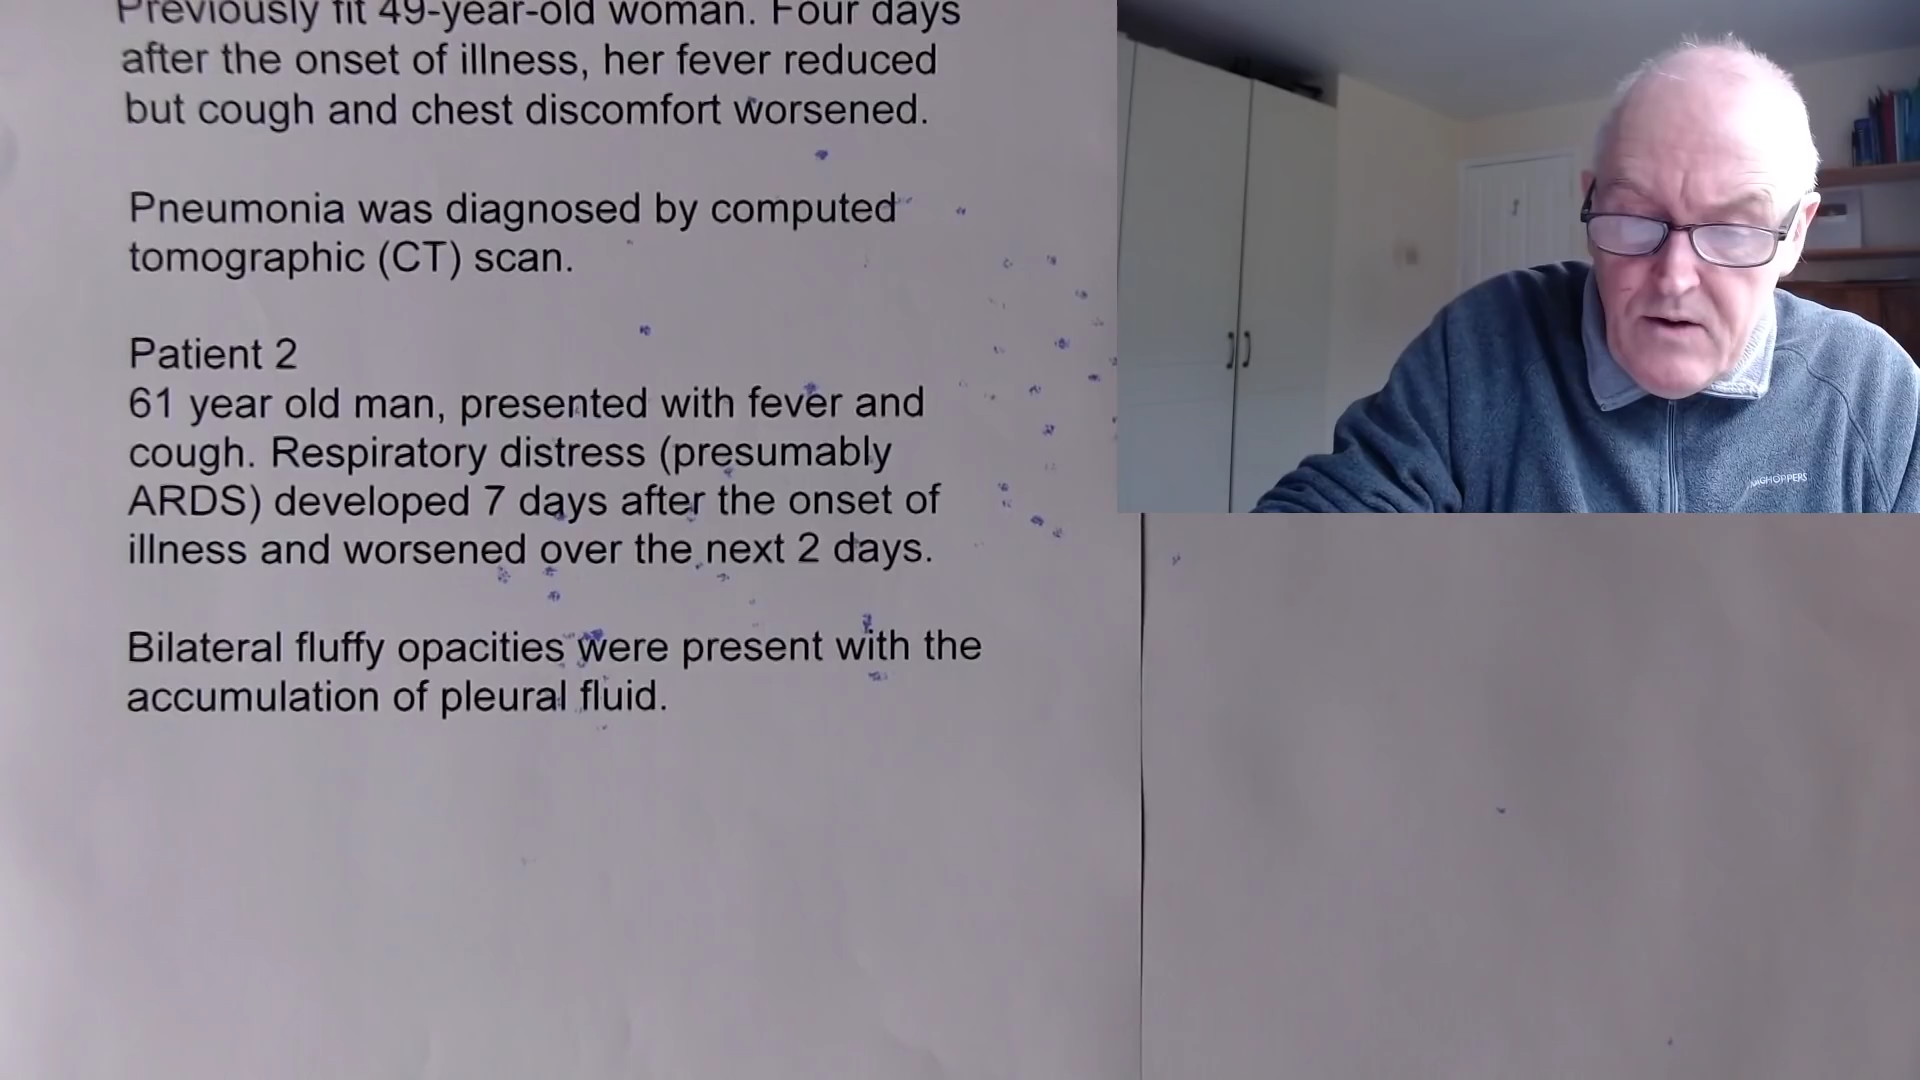 Previously fit 49-year-old woman. Four days
after the onset of illness, her fever reduced
but cough and chest discomfort worsened.
Pneumonia was diagnosed by computed
tomographic (CT) scan.
Patient 2
61 year old man, presented with fever and
cough. Respiratory distress (presumably
ARDS) developed 7 days after the onset of
illness and worsened over the next 2 days.
Bilateral fluffy opacities were present with the
accumulation of pleural fluid.